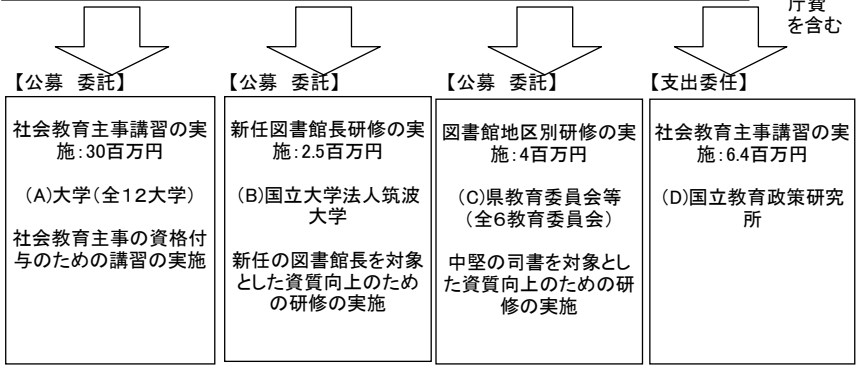 庁費
を含む
【公募　委託】
社会教育主事講習の実
施：30百万円
(A)大学（全１２大学）
社会教育主事の資格付
与のための講習の実施
【公募　委託】
新任図書館長研修の実
施：2.5百万円
(B)国立大学法人筑波
大学
新任の図書館長を対象
とした資質向上のため
の研修の実施
【公募　委託】
図書館地区別研修の実
施：4百万円
(C)県教育委員会等
（全６教育委員会）
中堅の司書を対象とし
た資質向上のための研
修の実施
【支出委任】
社会教育主事講習の実
施：6.4百万円
(D)国立教育政策研究
所